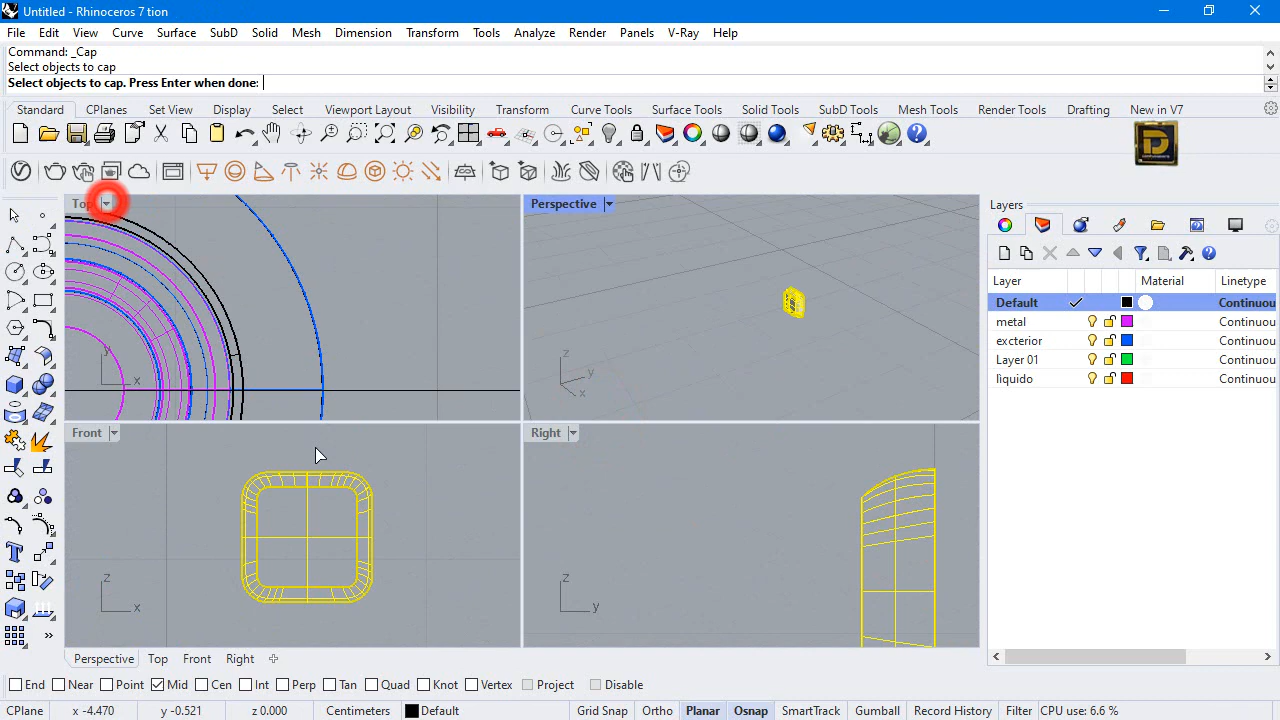 Untitled - Rhinoceros 7 tion
File Edit View Curve Surface SubD Solid Mesh Dimension Transform Tools Analyze Render Panels V-Ray Help
Command: _Cap
Select objects to cap
Select objects to cap. Press Enter when done:
Standard CPlanes Set View Display Select Viewport Layout Visibility Transform Curve Tools Surface Tools Solid Tools SubD Tools Mesh Tools Render Tools Drafting New in V7
Top Perspective Layers
Layer Material Linetype
Default Continuou
metal Continuou
excterior Continuou
Layer 01 Continuou
liquido Continuou
y x z y x
Front Right
z x z y
Perspective Top Front Right
End Near Point Mid Cen Int Perp Tan Quad Knot Vertex Project Disable
CPlane x -4.470 y -0.521 z 0.000 Centimeters Default Grid Snap Ortho Planar Osnap SmartTrack Gumball Record History Filter CPU use: 6.6 %